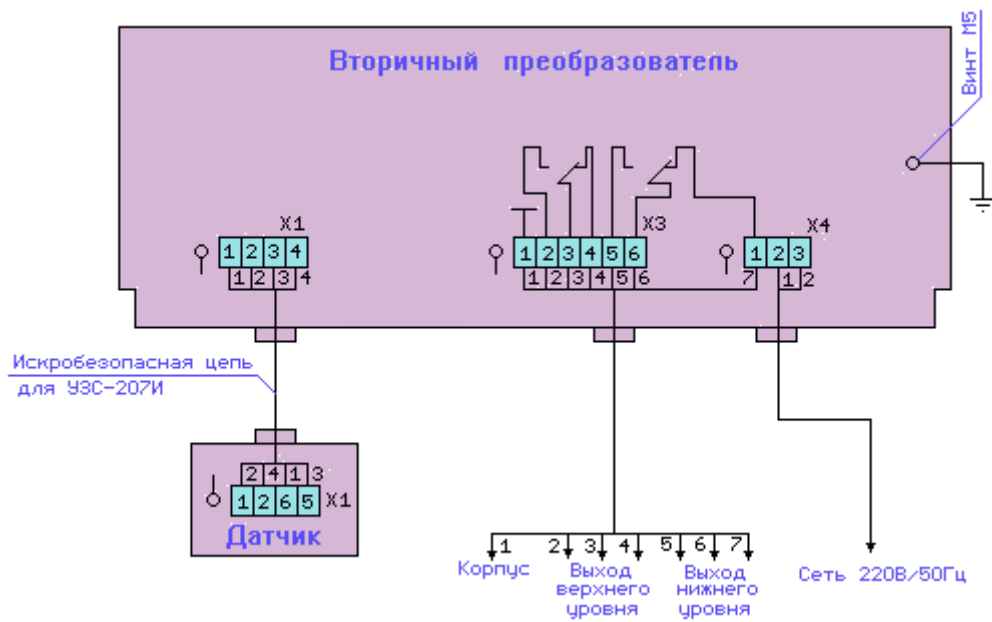 Вторичный преобразователь
Винт М5
X1
X3
X4
1 2 3 4
1 2 3 4 5 6
1 2 3
1 2 3 4
1 2 3 4 5 6
7 1 2
Искробезопасная цепь
для УЗС-207И
2 4 1 3
1 2 6 5 X1
Датчик
1 2 3 4 5 6 7
Корпус
Выход
верхнего
уровня
Выход
нижнего
уровня
Сеть 220В/50Гц